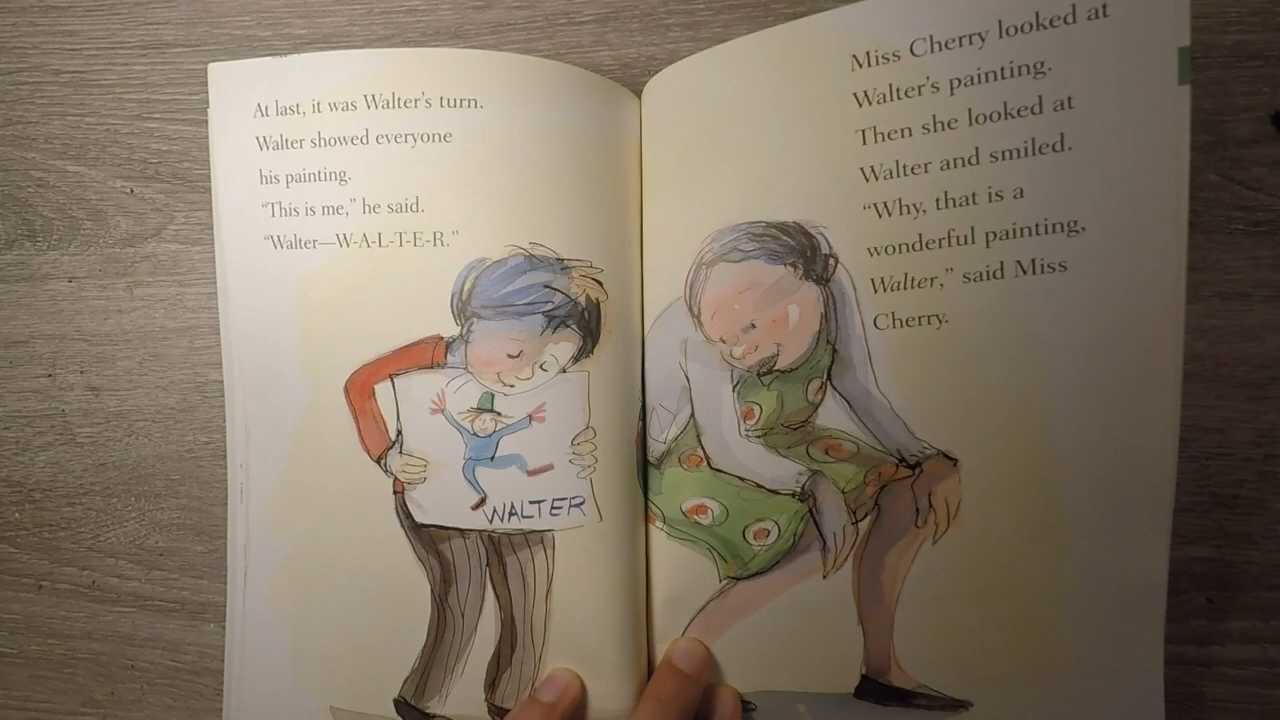 At last, it was Walter's turn.
Walter showed everyone
his painting.
"This is me," he said.
"Walter—W-A-L-T-E-R."
WALTER
Miss Cherry looked at
Walter's painting.
Then she looked at
Walter and smiled.
"Why, that is a
wonderful painting,
Walter," said Miss
Cherry.